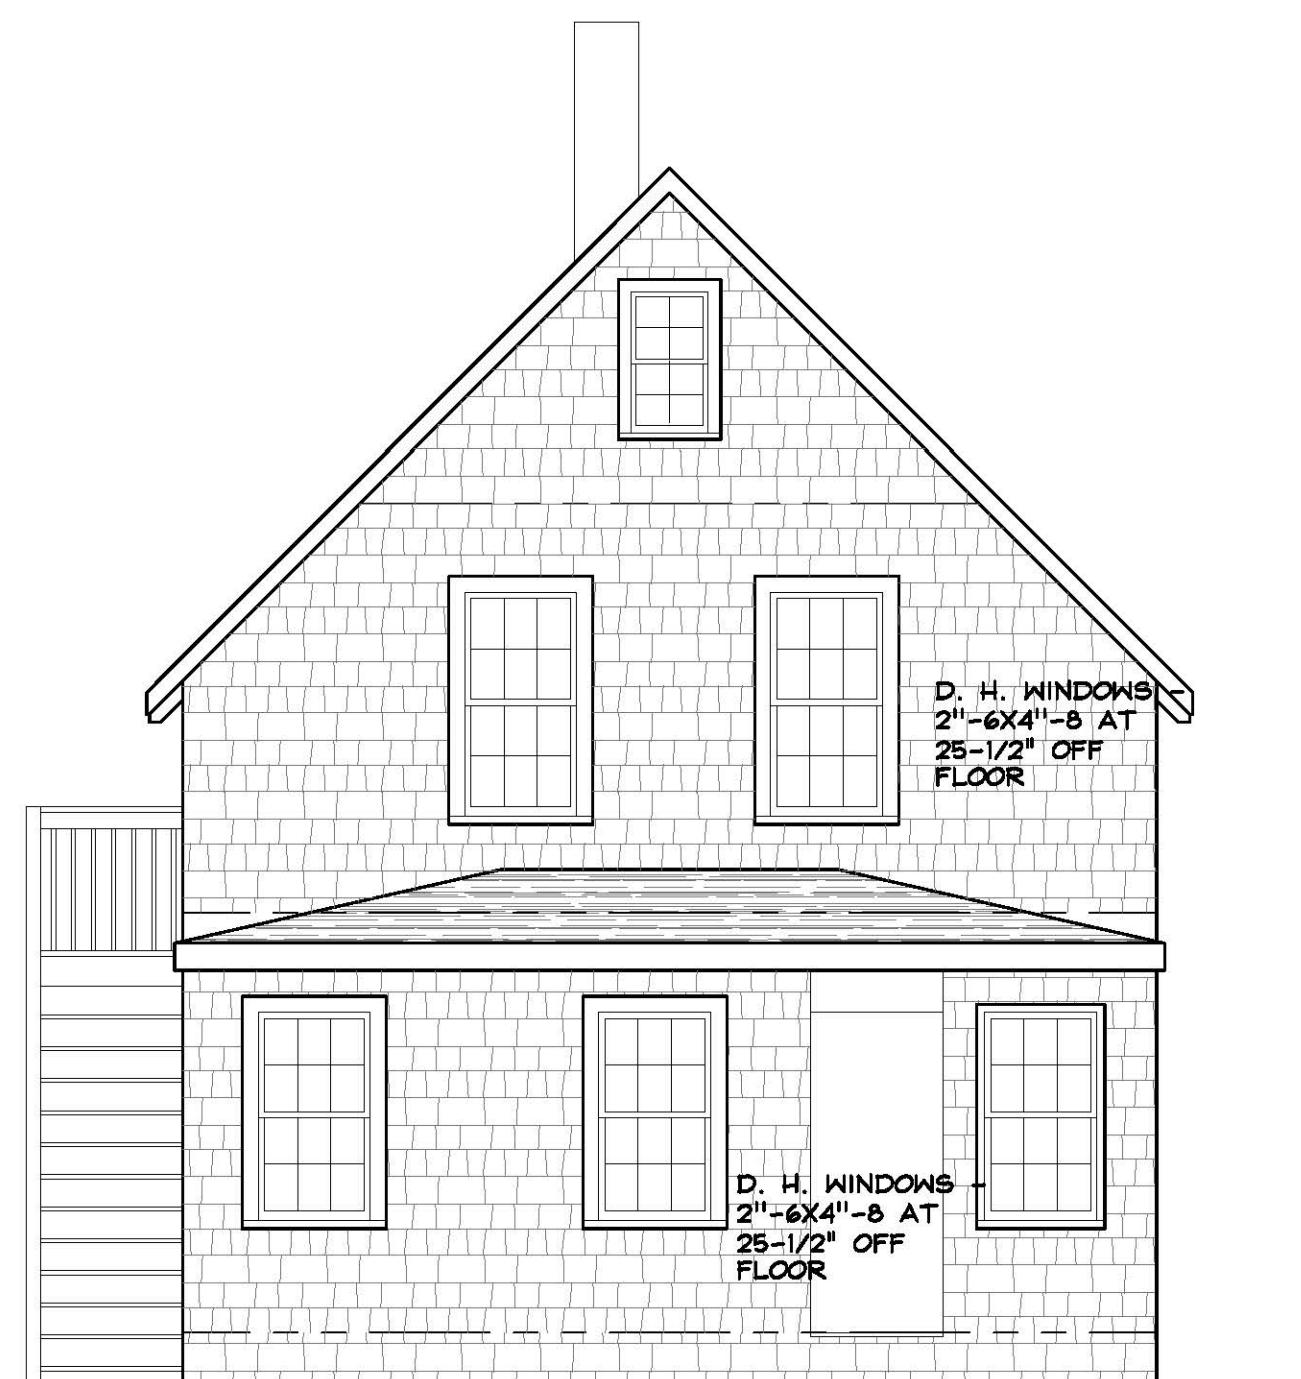 D. H. WINDOWS -
2"-6X4"-8 AT
25-1/2" OFF
FLOOR
D. H. WINDOWS -
2"-6X4"-8 AT
25-1/2" OFF
FLOOR